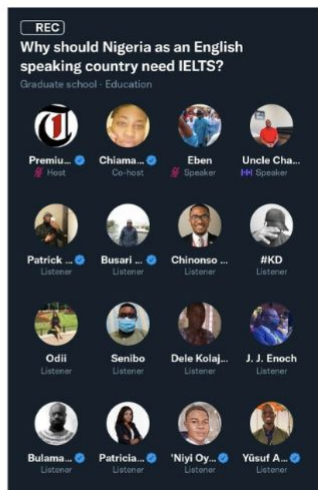 REC
Why should Nigeria as an English
speaking country need IELTS?
Graduate school · Education
Premiu... Chiama... Eben Uncle Cha...
Host Co-host Speaker Speaker
Patrick ... Busari ... Chinonso ... #KD
Listener Listener Listener Listener
Odii Senibo Dele Kolaj... J. J. Enoch
Listener Listener Listener Listener
Bulama... Patricia... 'Niyi Oy... Yūsuf A...
Listener Listener Listener Listener